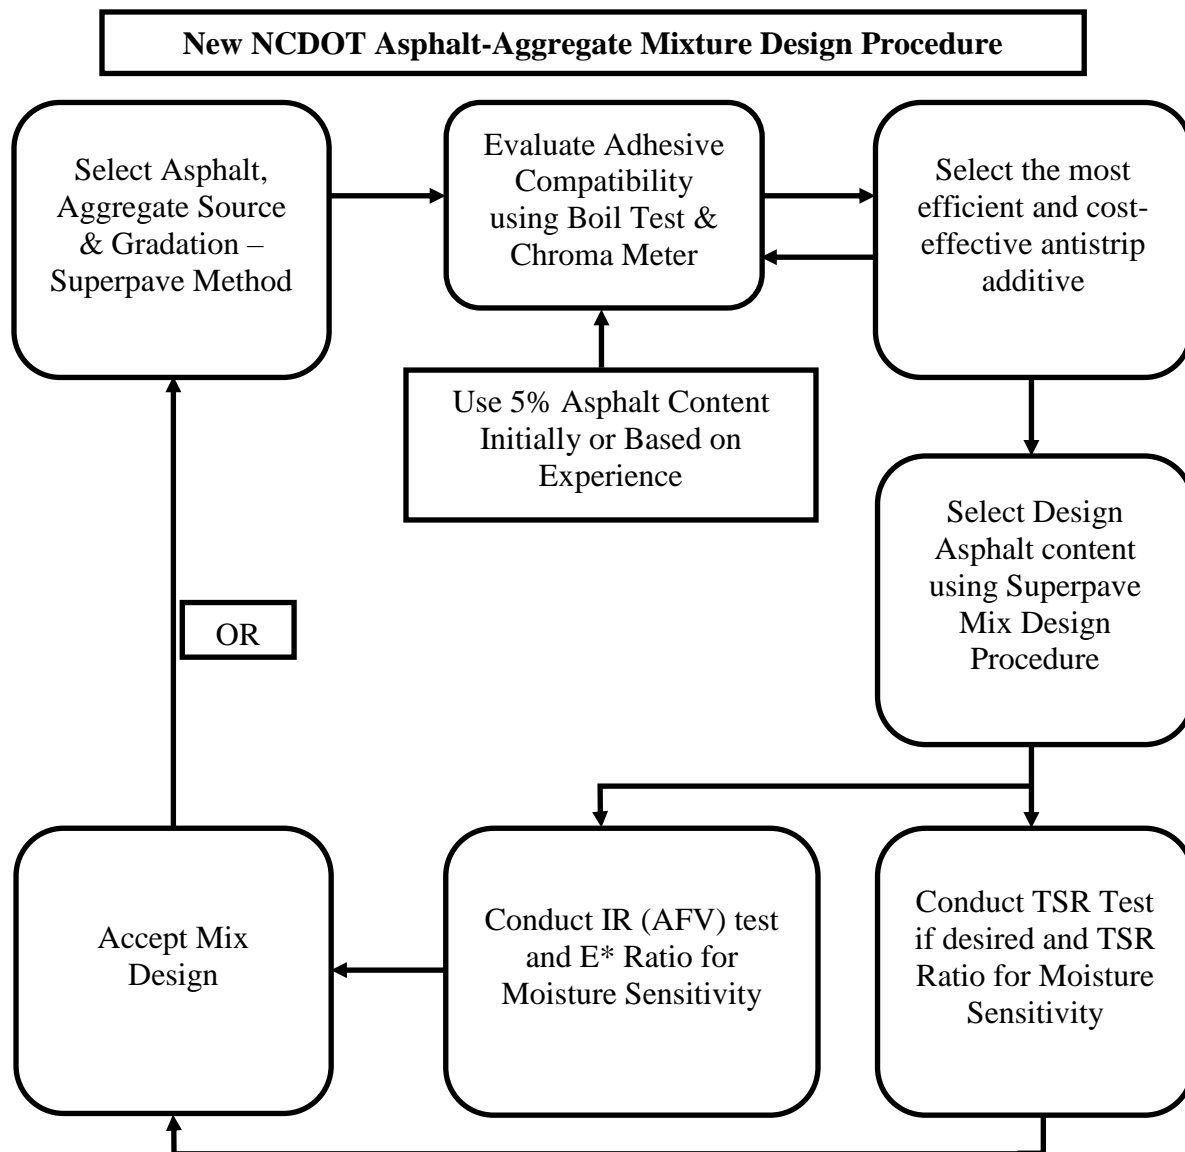 New NCDOT Asphalt-Aggregate Mixture Design Procedure
Select Asphalt,
Aggregate Source
& Gradation –
Superpave Method
Evaluate Adhesive
Compatibility
using Boil Test &
Chroma Meter
Select the most
efficient and cost-
effective antistrip
additive
Use 5% Asphalt Content
Initially or Based on
Experience
Select Design
Asphalt content
using Superpave
Mix Design
Procedure
OR
Accept Mix
Design
Conduct IR (AFV) test
and E* Ratio for
Moisture Sensitivity
Conduct TSR Test
if desired and TSR
Ratio for Moisture
Sensitivity